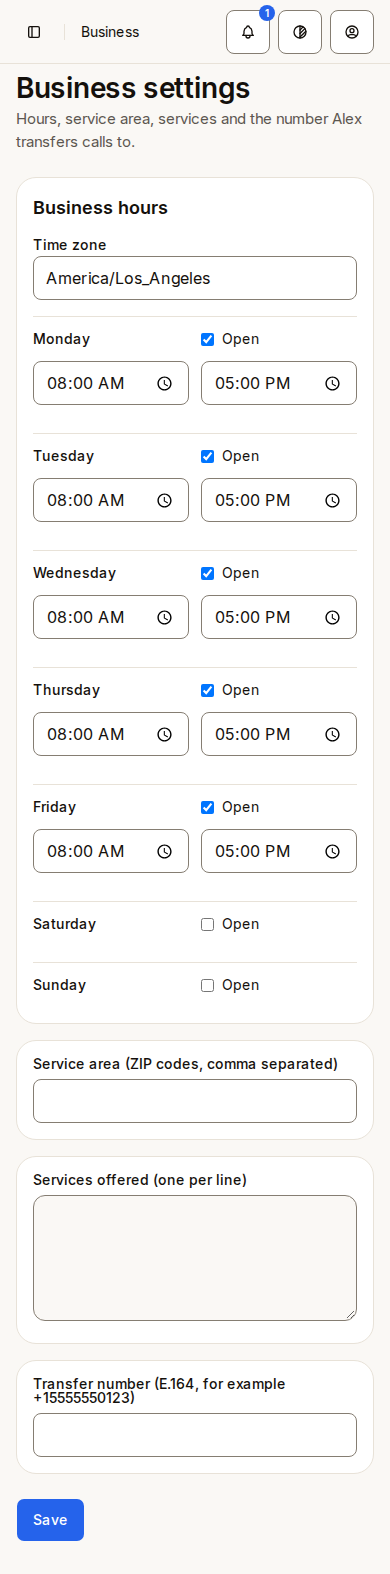 Business
1
Business settings
Hours, service area, services and the number Alex
transfers calls to.
Business hours
Time zone
America/Los_Angeles
Monday Open
08:00 AM 05:00 PM
Tuesday Open
08:00 AM 05:00 PM
Wednesday Open
08:00 AM 05:00 PM
Thursday Open
08:00 AM 05:00 PM
Friday Open
08:00 AM 05:00 PM
Saturday Open
Sunday Open
Service area (ZIP codes, comma separated)
Services offered (one per line)
Transfer number (E.164, for example
+15555550123)
Save